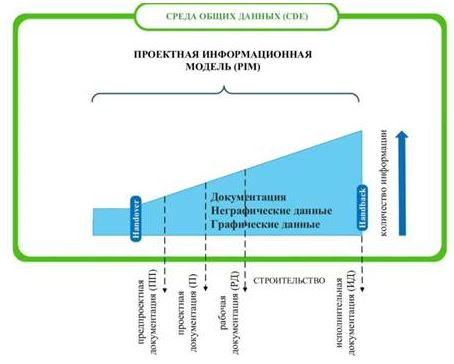 СРЕДА ОБЩИХ ДАННЫХ (CDE)
ПРОЕКТНАЯ ИНФОРМАЦИОННАЯ
МОДЕЛЬ (PIM)
Handover
Документация
Неграфические данные
Графические данные
Handback
количество информации
предпроектная
документация (ПП)
проектная
документация (П)
рабочая
документация (РД)
СТРОИТЕЛЬСТВО
исполнительная
документация (ИД)